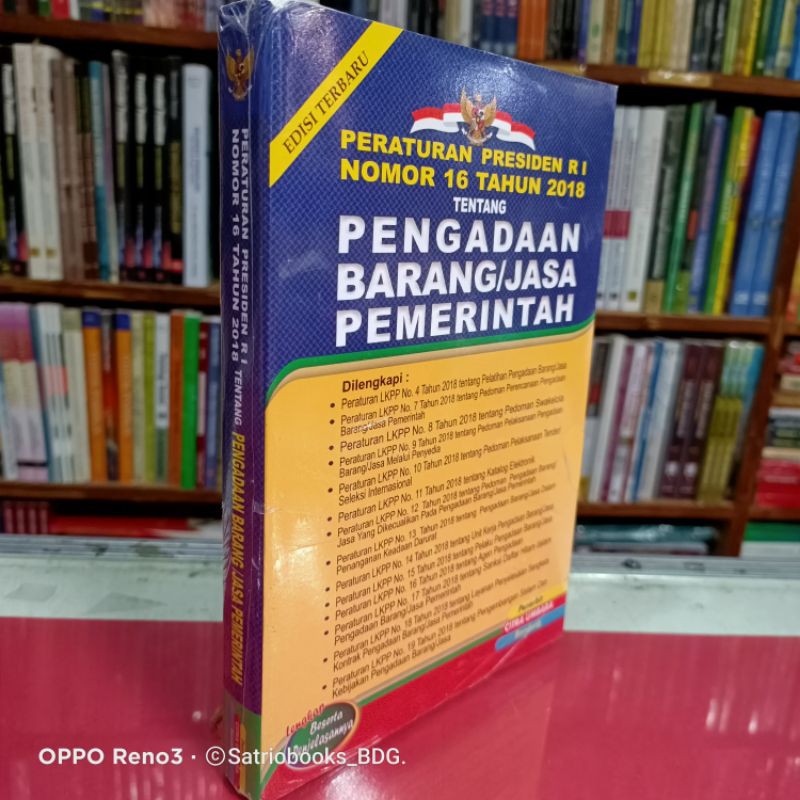 EDISI TERBARU
PERATURAN PRESIDEN R I
NOMOR 16 TAHUN 2018
TENTANG
PENGADAAN
BARANG/JASA
PEMERINTAH
Dilengkapi :
• Peraturan LKPP No. 4 Tahun 2018 tentang Pelatihan Pengadaan Barang/Jasa
• Peraturan LKPP No. 7 Tahun 2018 tentang Pedoman Perencanaan Pengadaan
Barang/Jasa Pemerintah
• Peraturan LKPP No. 8 Tahun 2018 tentang Pedoman Swakelola
• Peraturan LKPP No. 9 Tahun 2018 tentang Pedoman Pelaksanaan Pengadaan
Barang/Jasa Melalui Penyedia
• Peraturan LKPP No. 10 Tahun 2018 tentang Pedoman Pelaksanaan Tender/
Seleksi Internasional
• Peraturan LKPP No. 11 Tahun 2018 tentang Katalog Elektronik
• Peraturan LKPP No. 12 Tahun 2018 tentang Pedoman Pengadaan Barang/
Jasa Yang Dikecualikan Pada Pengadaan Barang/Jasa Pemerintah
• Peraturan LKPP No. 13 Tahun 2018 tentang Pengadaan Barang/Jasa Dalam
Penanganan Keadaan Darurat
• Peraturan LKPP No. 14 Tahun 2018 tentang Unit Kerja Pengadaan Barang/Jasa
• Peraturan LKPP No. 15 Tahun 2018 tentang Pelaku Pengadaan Barang/Jasa
• Peraturan LKPP No. 16 Tahun 2018 tentang Agen Pengadaan
• Peraturan LKPP No. 17 Tahun 2018 tentang Sanksi Daftar Hitam dalam
Pengadaan Barang/Jasa Pemerintah
• Peraturan LKPP No. 18 Tahun 2018 tentang Layanan Penyelesaian Sengketa
Kontrak Pengadaan Barang/Jasa Pemerintah
• Peraturan LKPP No. 19 Tahun 2018 tentang Pengembangan Sistem Dan
Kebijakan Pengadaan Barang/Jasa
Penerbit
CITRA UMBARA
Bandung
Lengkap
Beserta
Penjelasannya
PERATURAN PRESIDEN R I
NOMOR 16 TAHUN 2018 TENTANG PENGADAAN BARANG /JASA PEMERINTAH
OPPO Reno3 · ©Satriobooks_BDG.